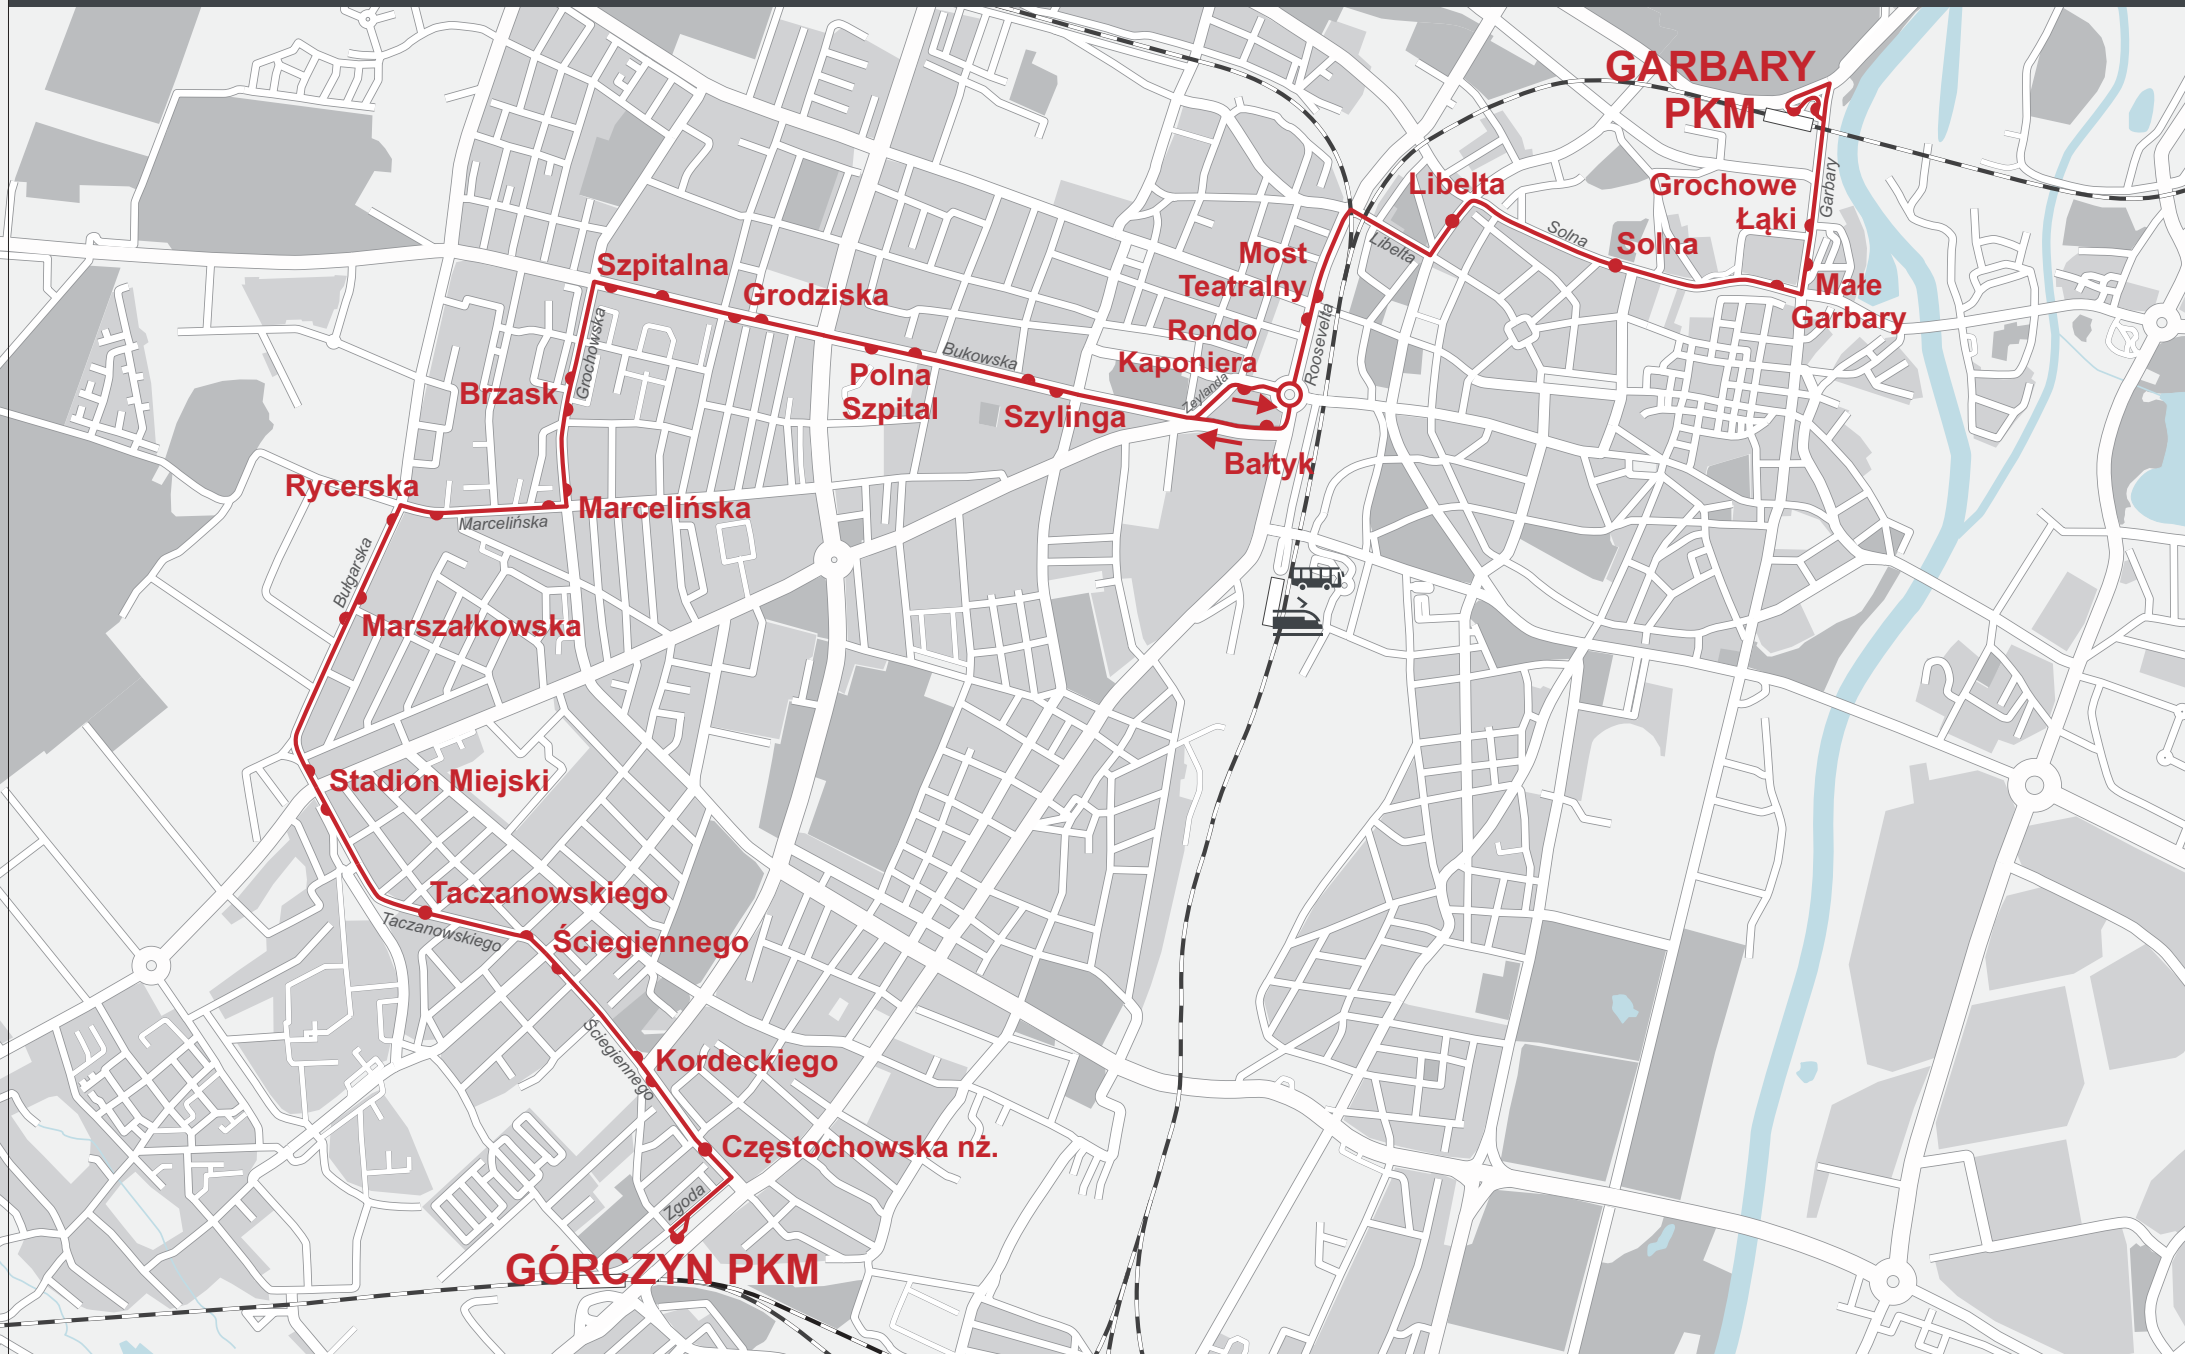 GARBARY
PKM
Garbary
Grochowe
Łąki
Libelta
Libelta
Solna
Solna
Małe
Garbary
Most
Teatralny
Roosevelta
Rondo
Kaponiera
Zeylanda
Bałtyk
Szpitalna
Grodziska
Bukowska
Polna
Szpital
Szylinga
Grochowska
Brzask
Rycerska
Marcelińska
Marcelińska
Bułgarska
Marszałkowska
Stadion Miejski
Taczanowskiego
Taczanowskiego
Ściegiennego
Ściegiennego
Kordeckiego
Częstochowska nż.
Zgoda
GÓRCZYN PKM